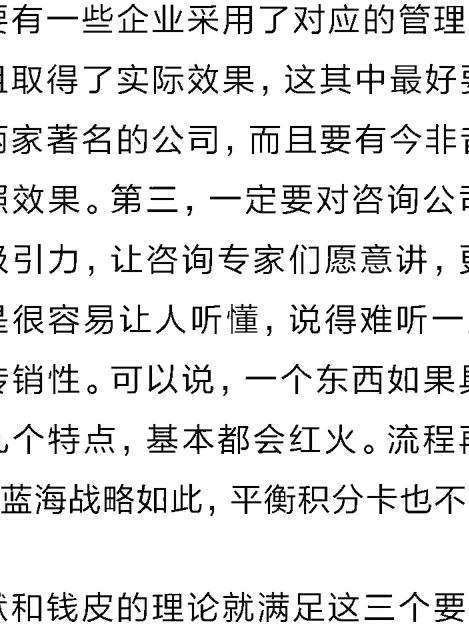 要有一些企业采用了对应的管理
且取得了实际效果，这其中最好要
两家著名的公司，而且要有今非昔
照效果。第三，一定要对咨询公司
吸引力，让咨询专家们愿意讲，更
是很容易让人听懂，说得难听一点
传销性。可以说，一个东西如果具
几个特点，基本都会红火。流程再
蓝海战略如此，平衡积分卡也不
和钱皮的理论就满足这三个要